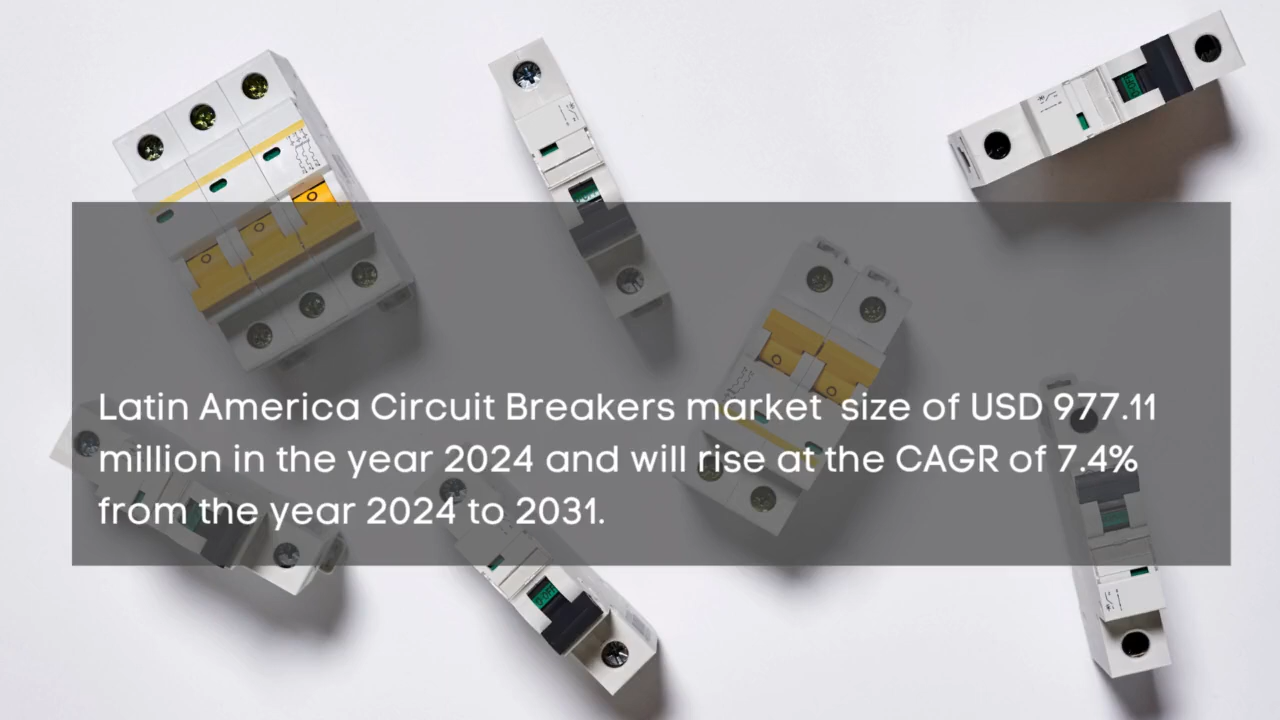 Latin America Circuit Breakers market  size of USD 977.11
million in the year 2024 and will rise at the CAGR of 7.4%
from the year 2024 to 2031.